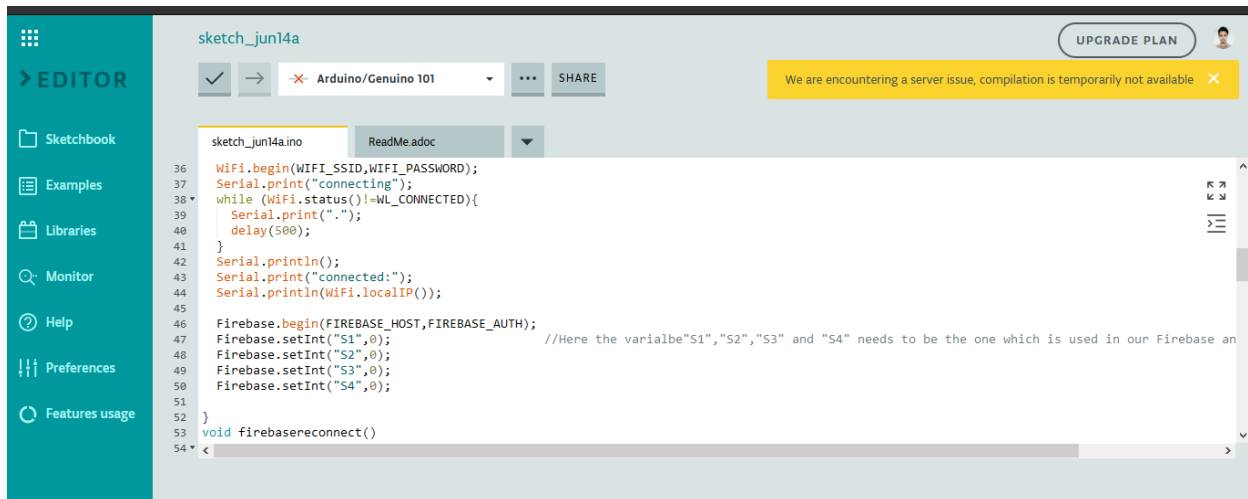 sketch_jun14a
UPGRADE PLAN
EDITOR
Arduino/Genuino 101
SHARE
We are encountering a server issue, compilation is temporarily not available
Sketchbook
Examples
Libraries
Monitor
Help
Preferences
Features usage
sketch_jun14a.ino
ReadMe.adoc
36 WiFi.begin(WIFI_SSID,WIFI_PASSWORD);
37 Serial.print("connecting");
38 while (WiFi.status()!=WL_CONNECTED){
39 Serial.print(".");
40 delay(500);
41 }
42 Serial.println();
43 Serial.print("connected:");
44 Serial.println(WiFi.localIP());
45
46 Firebase.begin(FIREBASE_HOST,FIREBASE_AUTH);
47 Firebase.setInt("S1",0); //Here the varialbe"S1","S2","S3" and "S4" needs to be the one which is used in our Firebase an
48 Firebase.setInt("S2",0);
49 Firebase.setInt("S3",0);
50 Firebase.setInt("S4",0);
51
52 }
53 void firebasereconnect()
54